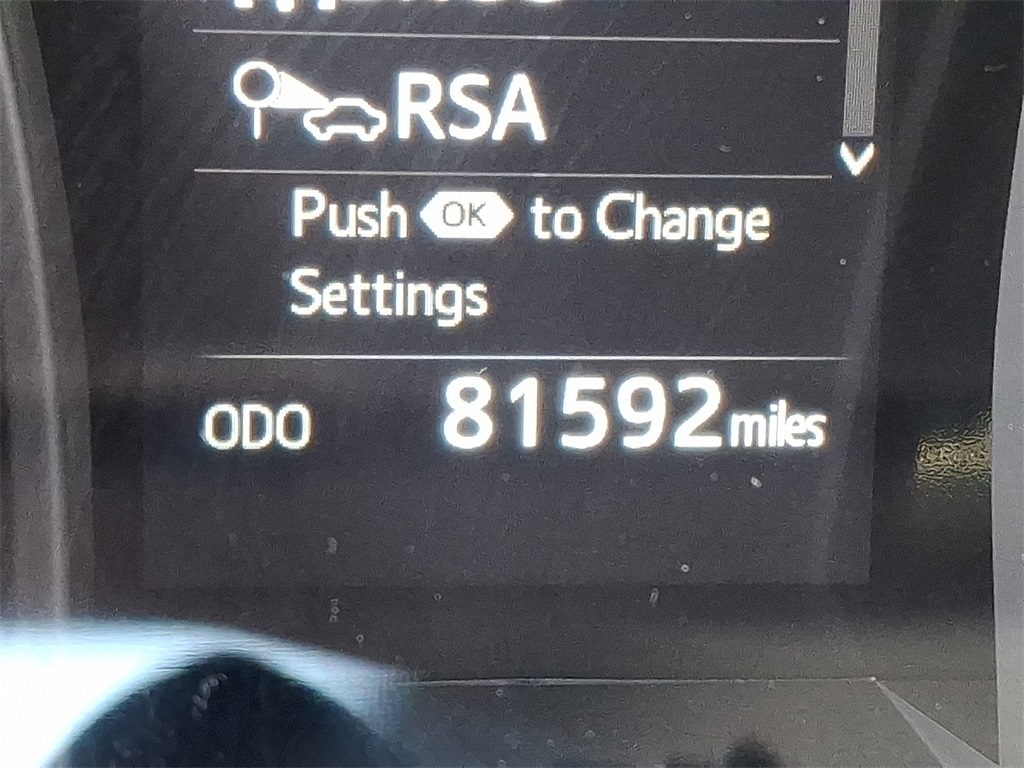 RSA
Push OK to Change
Settings
ODO 81592 miles